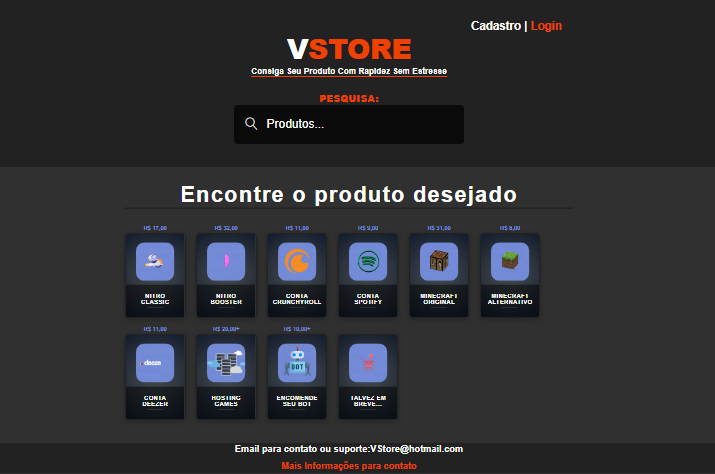 Cadastro | Login
VSTORE
Consiga Seu Produto Com Rapidez Sem Estresse
PESQUISA:
Produtos...
Encontre o produto desejado
R$ 17,00 R$ 32,00 R$ 11,00 R$ 9,00 R$ 31,00 R$ 8,00
NITRO CLASSIC
NITRO BOOSTER
CONTA CRUNCHYROLL
CONTA SPOTIFY
MINECRAFT ORIGINAL
MINECRAFT ALTERNATIVO
R$ 11,00 R$ 20,00+ R$ 10,00+
deeze
BOT
CONTA DEEZER
HOSTING GAMES
ENCOMENDE SEU BOT
TALVEZ EM BREVE...
Email para contato ou suporte:VStore@hotmail.com
Mais Informações para contato